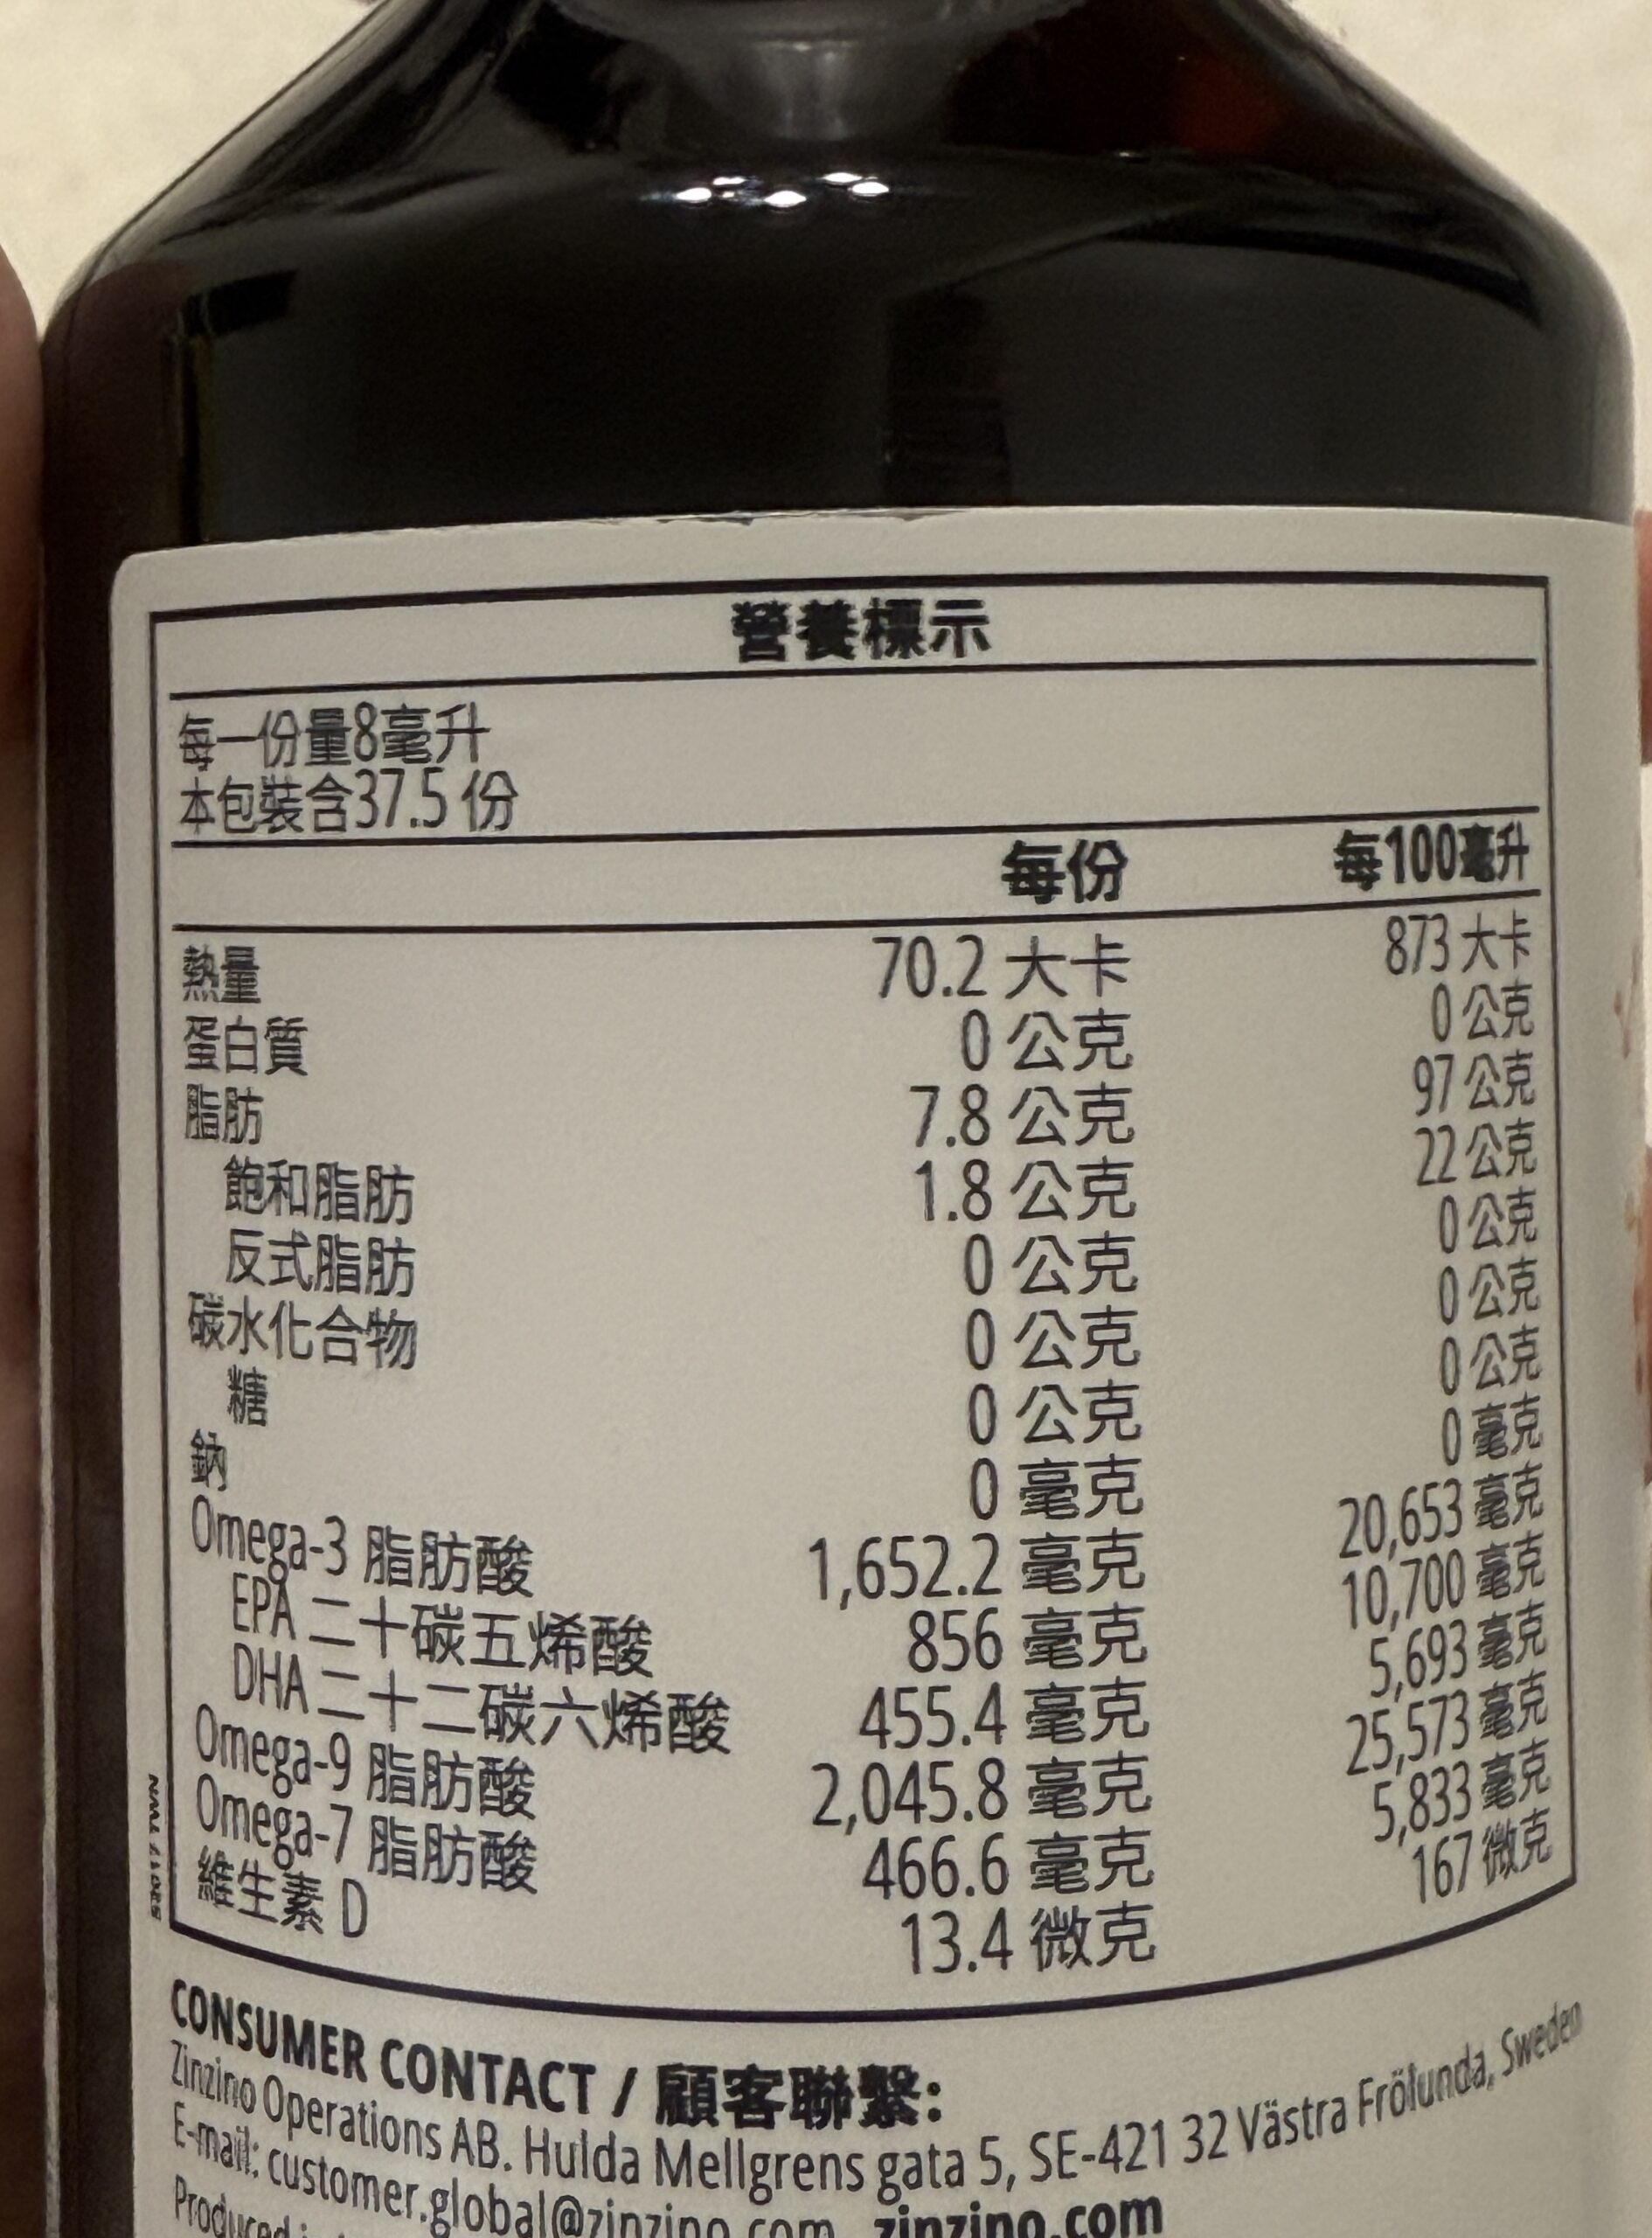 營養標示
每一份量8毫升
本包裝含37.5 份
每份 每100毫升
熱量 70.2 大卡 873 大卡
蛋白質 0 公克 0 公克
脂肪 7.8 公克 97 公克
飽和脂肪 1.8 公克 22 公克
反式脂肪 0 公克 0 公克
碳水化合物 0 公克 0 公克
糖 0 公克 0 公克
鈉 0 毫克 0 毫克
Omega-3 脂肪酸 1,652.2 毫克 20,653 毫克
EPA 二十碳五烯酸 856 毫克 10,700 毫克
DHA 二十二碳六烯酸 455.4 毫克 5,693 毫克
Omega-9 脂肪酸 2,045.8 毫克 25,573 毫克
Omega-7 脂肪酸 466.6 毫克 5,833 毫克
維生素 D 13.4 微克 167 微克
CONSUMER CONTACT / 顧客聯繫:
Zinzino Operations AB. Hulda Mellgrens gata 5, SE-421 32 Västra Frölunda, Sweden
E-mail: customer.global@zinzino.com zinzino.com
Produced